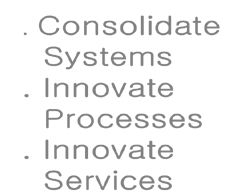 . Consolidate
Systems
. Innovate
Processes
. Innovate
Services